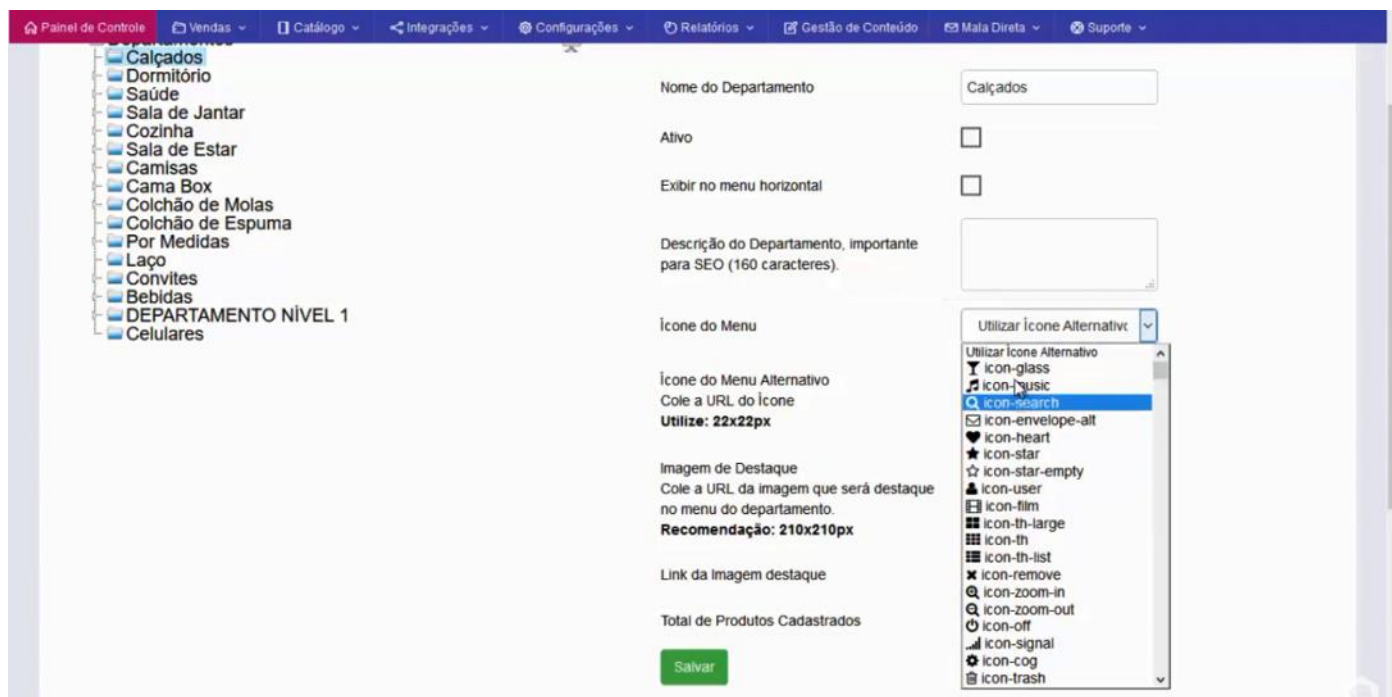 Painel de Controle Vendas Catálogo Integrações Configurações Relatórios Gestão de Conteúdo Mala Direta Suporte
Departamentos
Calçados
Dormitório
Saúde
Sala de Jantar
Cozinha
Sala de Estar
Camisas
Cama Box
Colchão de Molas
Colchão de Espuma
Por Medidas
Laço
Convites
Bebidas
DEPARTAMENTO NÍVEL 1
Celulares
Nome do Departamento
Calçados
Ativo
Exibir no menu horizontal
Descrição do Departamento, importante
para SEO (160 caracteres).
Ícone do Menu
Utilizar Ícone Alternativo
Utilizar Ícone Alternativo
icon-glass
icon-music
icon-search
icon-envelope-alt
icon-heart
icon-star
icon-star-empty
icon-user
icon-film
icon-th-large
icon-th
icon-th-list
icon-remove
icon-zoom-in
icon-zoom-out
icon-off
icon-signal
icon-cog
icon-trash
Ícone do Menu Alternativo
Cole a URL do Ícone
Utilize: 22x22px
Imagem de Destaque
Cole a URL da imagem que será destaque
no menu do departamento.
Recomendação: 210x210px
Link da Imagem destaque
Total de Produtos Cadastrados
Salvar